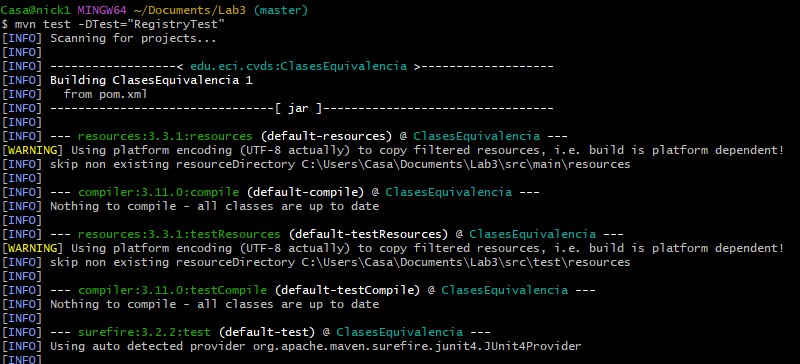 Casa@nick1 MINGW64 ~/Documents/Lab3 (master)
$ mvn test -DTest="RegistryTest"
[INFO] Scanning for projects...
[INFO]
[INFO] ------------------< edu.eci.cvds:ClasesEquivalencia >-------------------
[INFO] Building ClasesEquivalencia 1
[INFO]   from pom.xml
[INFO] --------------------------------[ jar ]---------------------------------
[INFO]
[INFO] --- resources:3.3.1:resources (default-resources) @ ClasesEquivalencia ---
[WARNING] Using platform encoding (UTF-8 actually) to copy filtered resources, i.e. build is platform dependent!
[INFO] skip non existing resourceDirectory C:\Users\Casa\Documents\Lab3\src\main\resources
[INFO]
[INFO] --- compiler:3.11.0:compile (default-compile) @ ClasesEquivalencia ---
[INFO] Nothing to compile - all classes are up to date
[INFO]
[INFO] --- resources:3.3.1:testResources (default-testResources) @ ClasesEquivalencia ---
[WARNING] Using platform encoding (UTF-8 actually) to copy filtered resources, i.e. build is platform dependent!
[INFO] skip non existing resourceDirectory C:\Users\Casa\Documents\Lab3\src\test\resources
[INFO]
[INFO] --- compiler:3.11.0:testCompile (default-testCompile) @ ClasesEquivalencia ---
[INFO] Nothing to compile - all classes are up to date
[INFO]
[INFO] --- surefire:3.2.2:test (default-test) @ ClasesEquivalencia ---
[INFO] Using auto detected provider org.apache.maven.surefire.junit4.JUnit4Provider
[INFO]